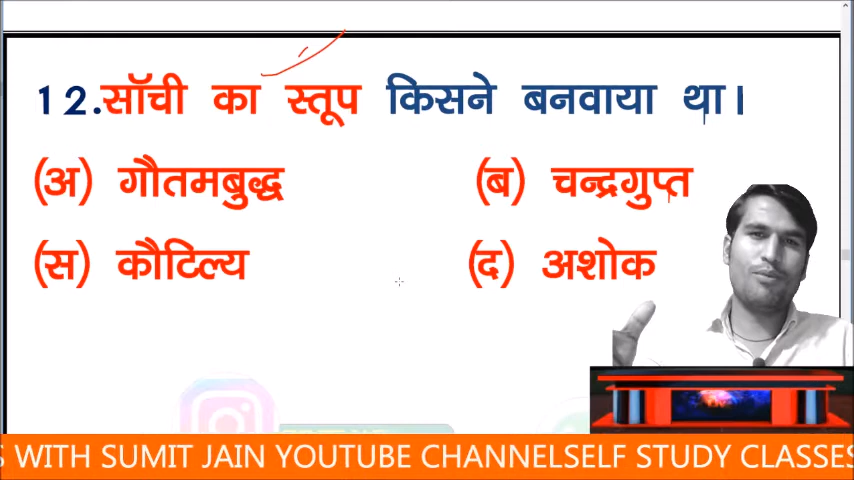 12.सॉची का स्तूप किसने बनवाया था।
(अ) गौतमबुद्ध (ब) चन्द्रगुप्त
(स) कौटिल्य (द) अशोक
WITH SUMIT JAIN YOUTUBE CHANNELSELF STUDY CLASSES